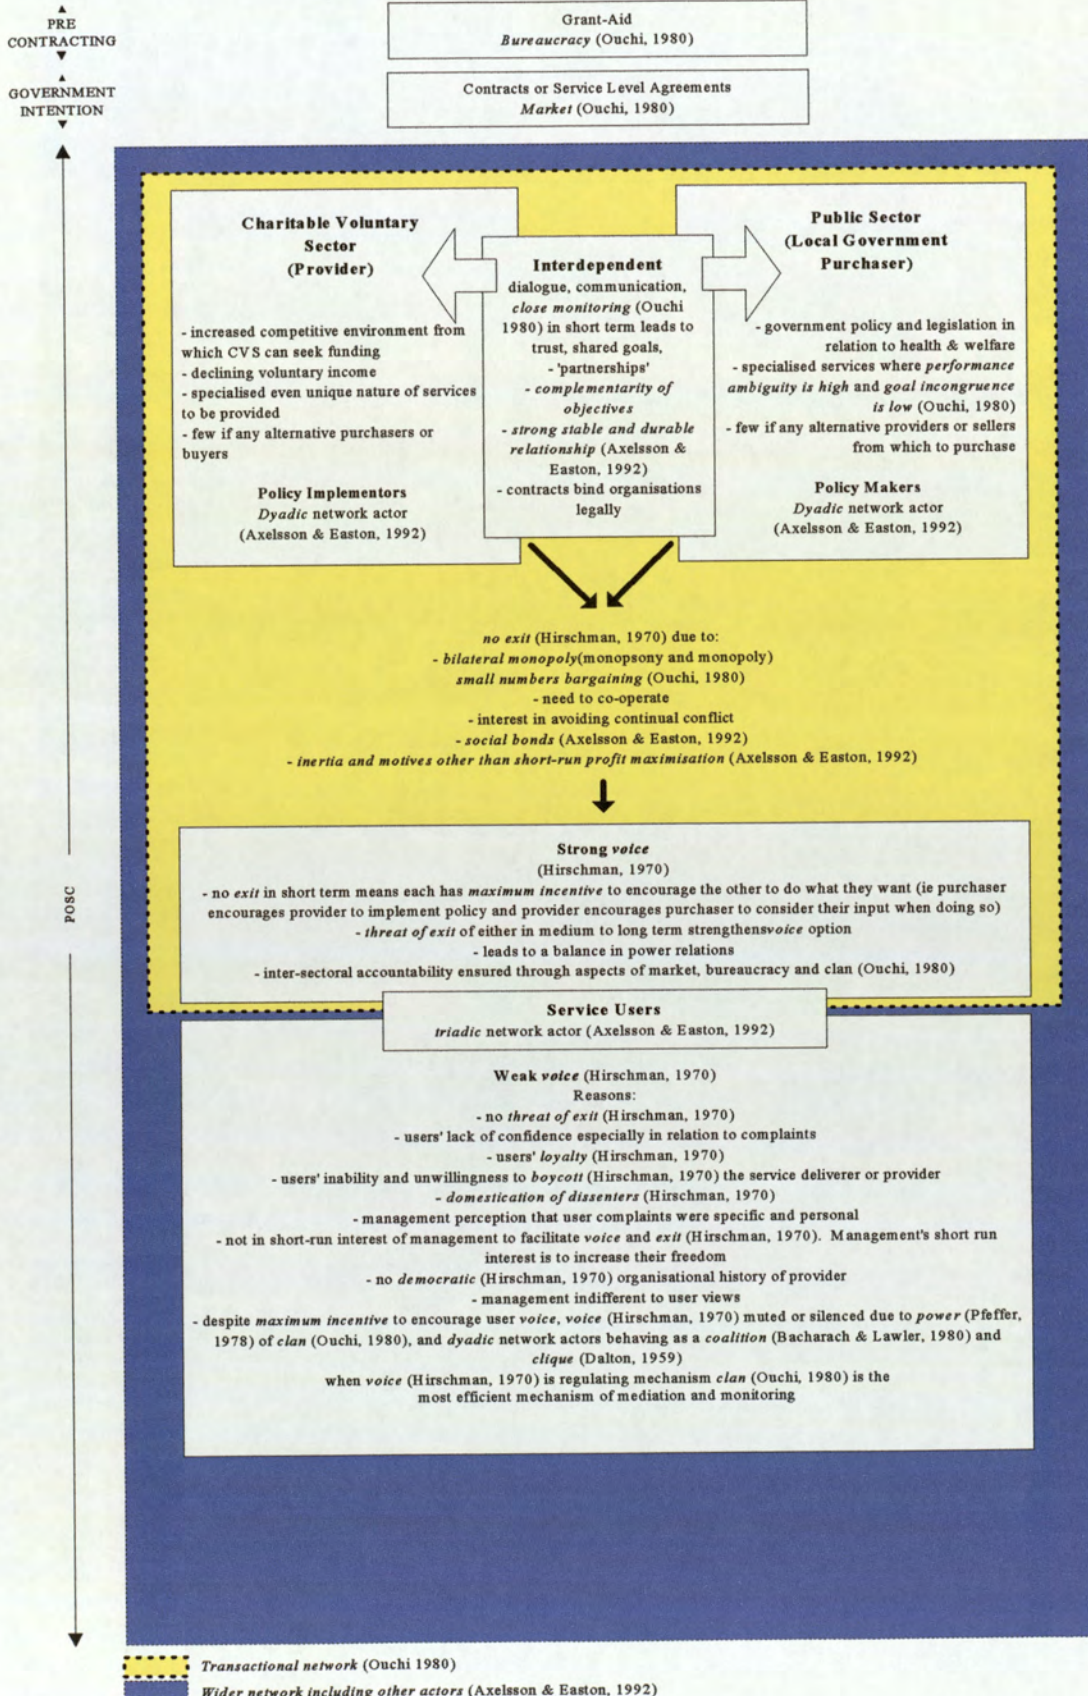 PRE
CONTRACTING
GOVERNMENT
INTENTION
Grant-Aid
Bureaucracy (Ouchi, 1980)
Contracts or Service Level Agreements
Market (Ouchi, 1980)
POSC
Charitable Voluntary
Sector
(Provider)
- increased competitive environment from
which CVS can seek funding
- declining voluntary income
- specialised even unique nature of services
to be provided
- few if any alternative purchasers or
buyers
Policy Implementors
Dyadic network actor
(Axelsson & Easton, 1992)
Interdependent
dialogue, communication,
close monitoring (Ouchi
1980) in short term leads to
trust, shared goals,
- 'partnerships'
- complementarity of
objectives
- strong stable and durable
relationship (Axelsson &
Easton, 1992)
- contracts bind organisations
legally
Public Sector
(Local Government
Purchaser)
- government policy and legislation in
relation to health & welfare
- specialised services where performance
ambiguity is high and goal incongruence
is low (Ouchi, 1980)
- few if any alternative providers or sellers
from which to purchase
Policy Makers
Dyadic network actor
(Axelsson & Easton, 1992)
no exit (Hirschman, 1970) due to:
- bilateral monopoly(monopsony and monopoly)
small numbers bargaining (Ouchi, 1980)
- need to co-operate
- interest in avoiding continual conflict
- social bonds (Axelsson & Easton, 1992)
- inertia and motives other than short-run profit maximisation (Axelsson & Easton, 1992)
Strong voice
(Hirschman, 1970)
- no exit in short term means each has maximum incentive to encourage the other to do what they want (ie purchaser
encourages provider to implement policy and provider encourages purchaser to consider their input when doing so)
- threat of exit of either in medium to long term strengthensvoice option
- leads to a balance in power relations
- inter-sectoral accountability ensured through aspects of market, bureaucracy and clan (Ouchi, 1980)
Service Users
triadic network actor (Axelsson & Easton, 1992)
Weak voice (Hirschman, 1970)
Reasons:
- no threat of exit (Hirschman, 1970)
- users' lack of confidence especially in relation to complaints
- users' loyalty (Hirschman, 1970)
- users' inability and unwillingness to boycott (Hirschman, 1970) the service deliverer or provider
- domestication of dissenters (Hirschman, 1970)
- management perception that user complaints were specific and personal
- not in short-run interest of management to facilitate voice and exit (Hirschman, 1970). Management's short run
interest is to increase their freedom
- no democratic (Hirschman, 1970) organisational history of provider
- management indifferent to user views
- despite maximum incentive to encourage user voice, voice (Hirschman, 1970) muted or silenced due to power (Pfeffer,
1978) of clan (Ouchi, 1980), and dyadic network actors behaving as a coalition (Bacharach & Lawler, 1980) and
clique (Dalton, 1959)
when voice (Hirschman, 1970) is regulating mechanism clan (Ouchi, 1980) is the
most efficient mechanism of mediation and monitoring
Transactional network (Ouchi 1980)
Wider network including other actors (Axelsson & Easton, 1992)